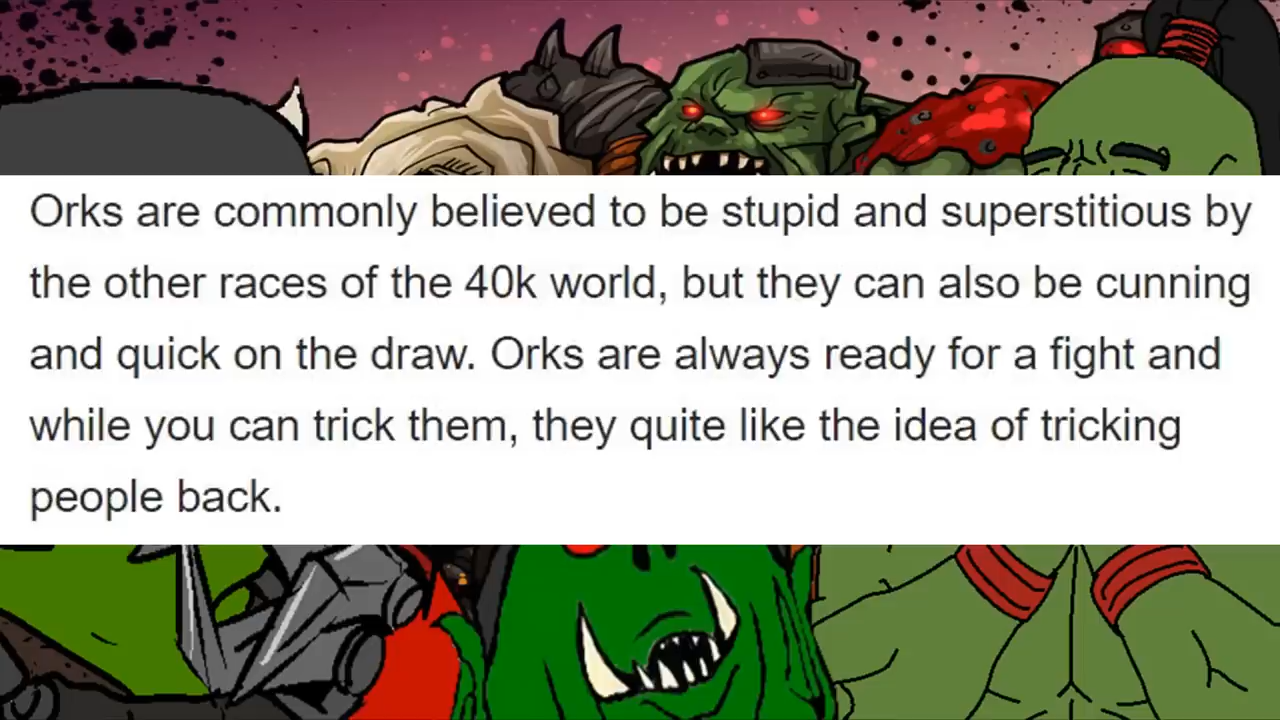 Orks are commonly believed to be stupid and superstitious by
the other races of the 40k world, but they can also be cunning
and quick on the draw. Orks are always ready for a fight and
while you can trick them, they quite like the idea of tricking
people back.